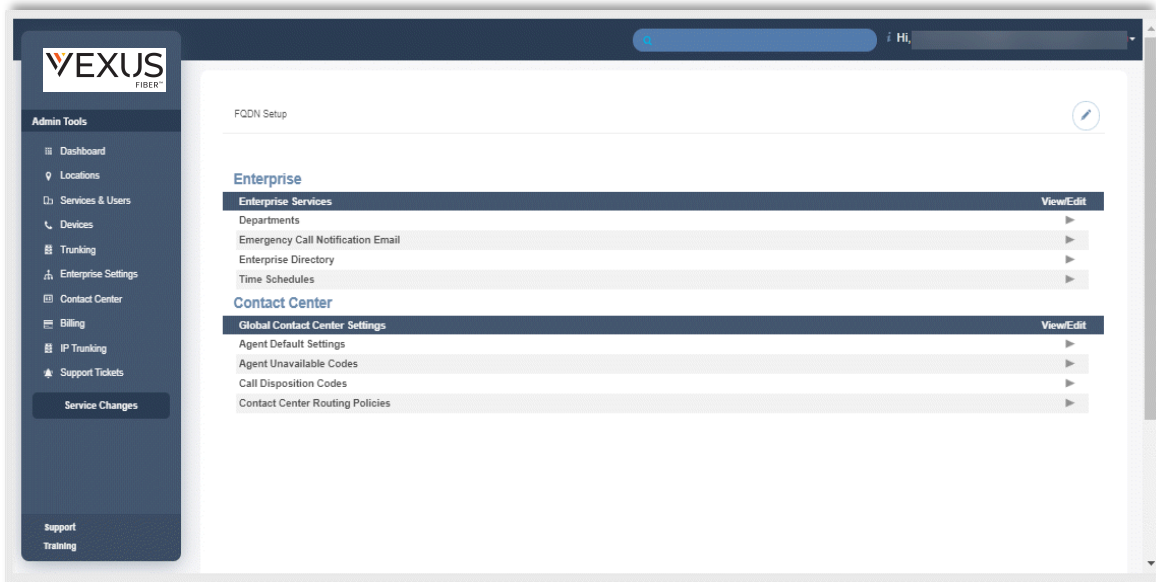 VEXUS
FIBER™
Hi,
Admin Tools
Dashboard
Locations
Services & Users
Devices
Trunking
Enterprise Settings
Contact Center
Billing
IP Trunking
Support Tickets
Service Changes
Support
Training
FQDN Setup
Enterprise
Enterprise Services View/Edit
Departments
Emergency Call Notification Email
Enterprise Directory
Time Schedules
Contact Center
Global Contact Center Settings View/Edit
Agent Default Settings
Agent Unavailable Codes
Call Disposition Codes
Contact Center Routing Policies